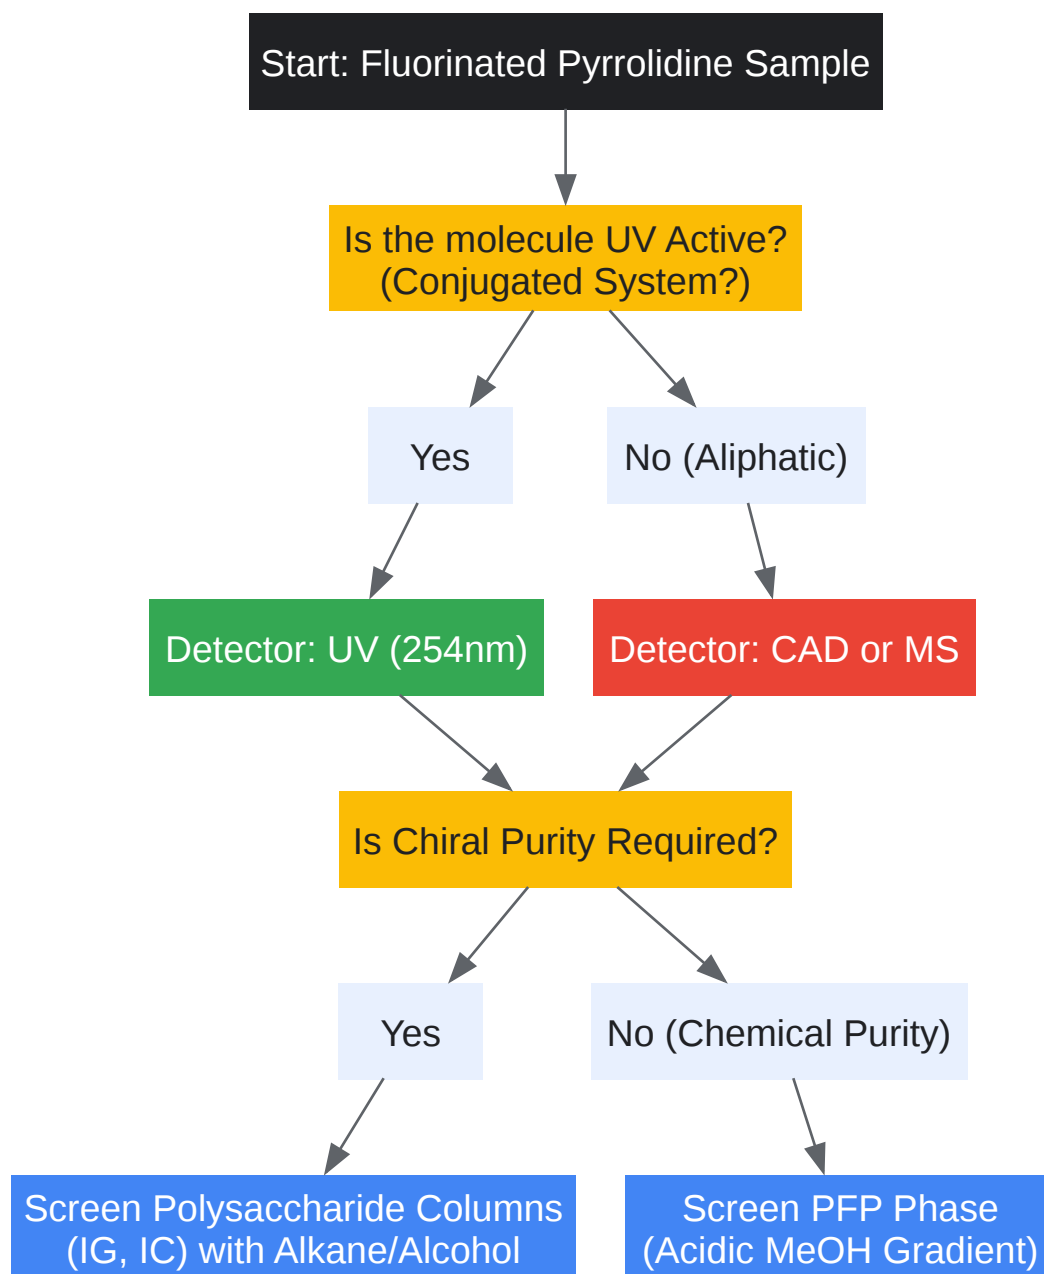 Start: Fluorinated Pyrrolidine Sample
Is the molecule UV Active?
(Conjugated System?)
Yes
No (Aliphatic)
Detector: UV (254nm)
Detector: CAD or MS
Is Chiral Purity Required?
Yes
No (Chemical Purity)
Screen Polysaccharide Columns
(IG, IC) with Alkane/Alcohol
Screen PFP Phase
(Acidic MeOH Gradient)